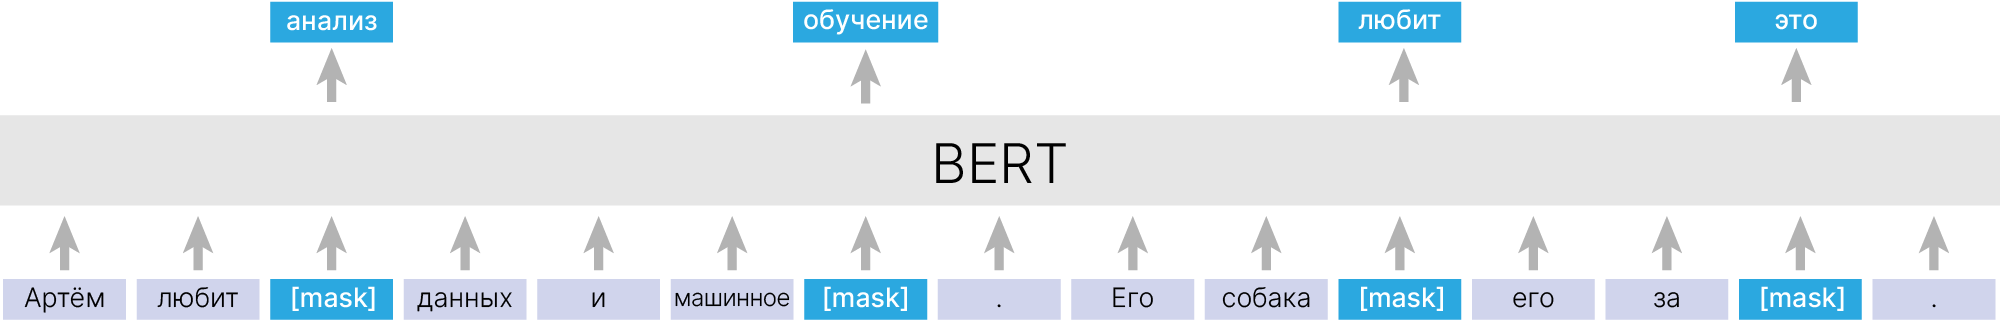 анализ обучение любит это
BERT
Артём любит [mask] данных и машинное [mask] . Его собака [mask] его за [mask] .